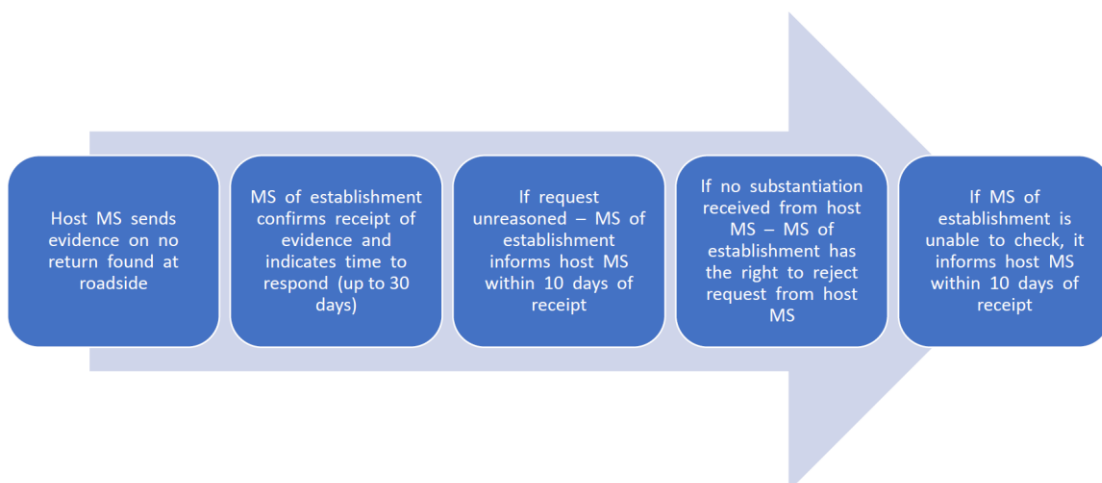 Host MS sends
evidence on no
return found at
roadside
MS of establishment
confirms receipt of
evidence and
indicates time to
respond (up to 30
days)
If request
unreasoned – MS of
establishment
informs host MS
within 10 days of
receipt
If no substantiation
received from host
MS – MS of
establishment has
the right to reject
request from host
MS
If MS of
establishment is
unable to check, it
informs host MS
within 10 days of
receipt